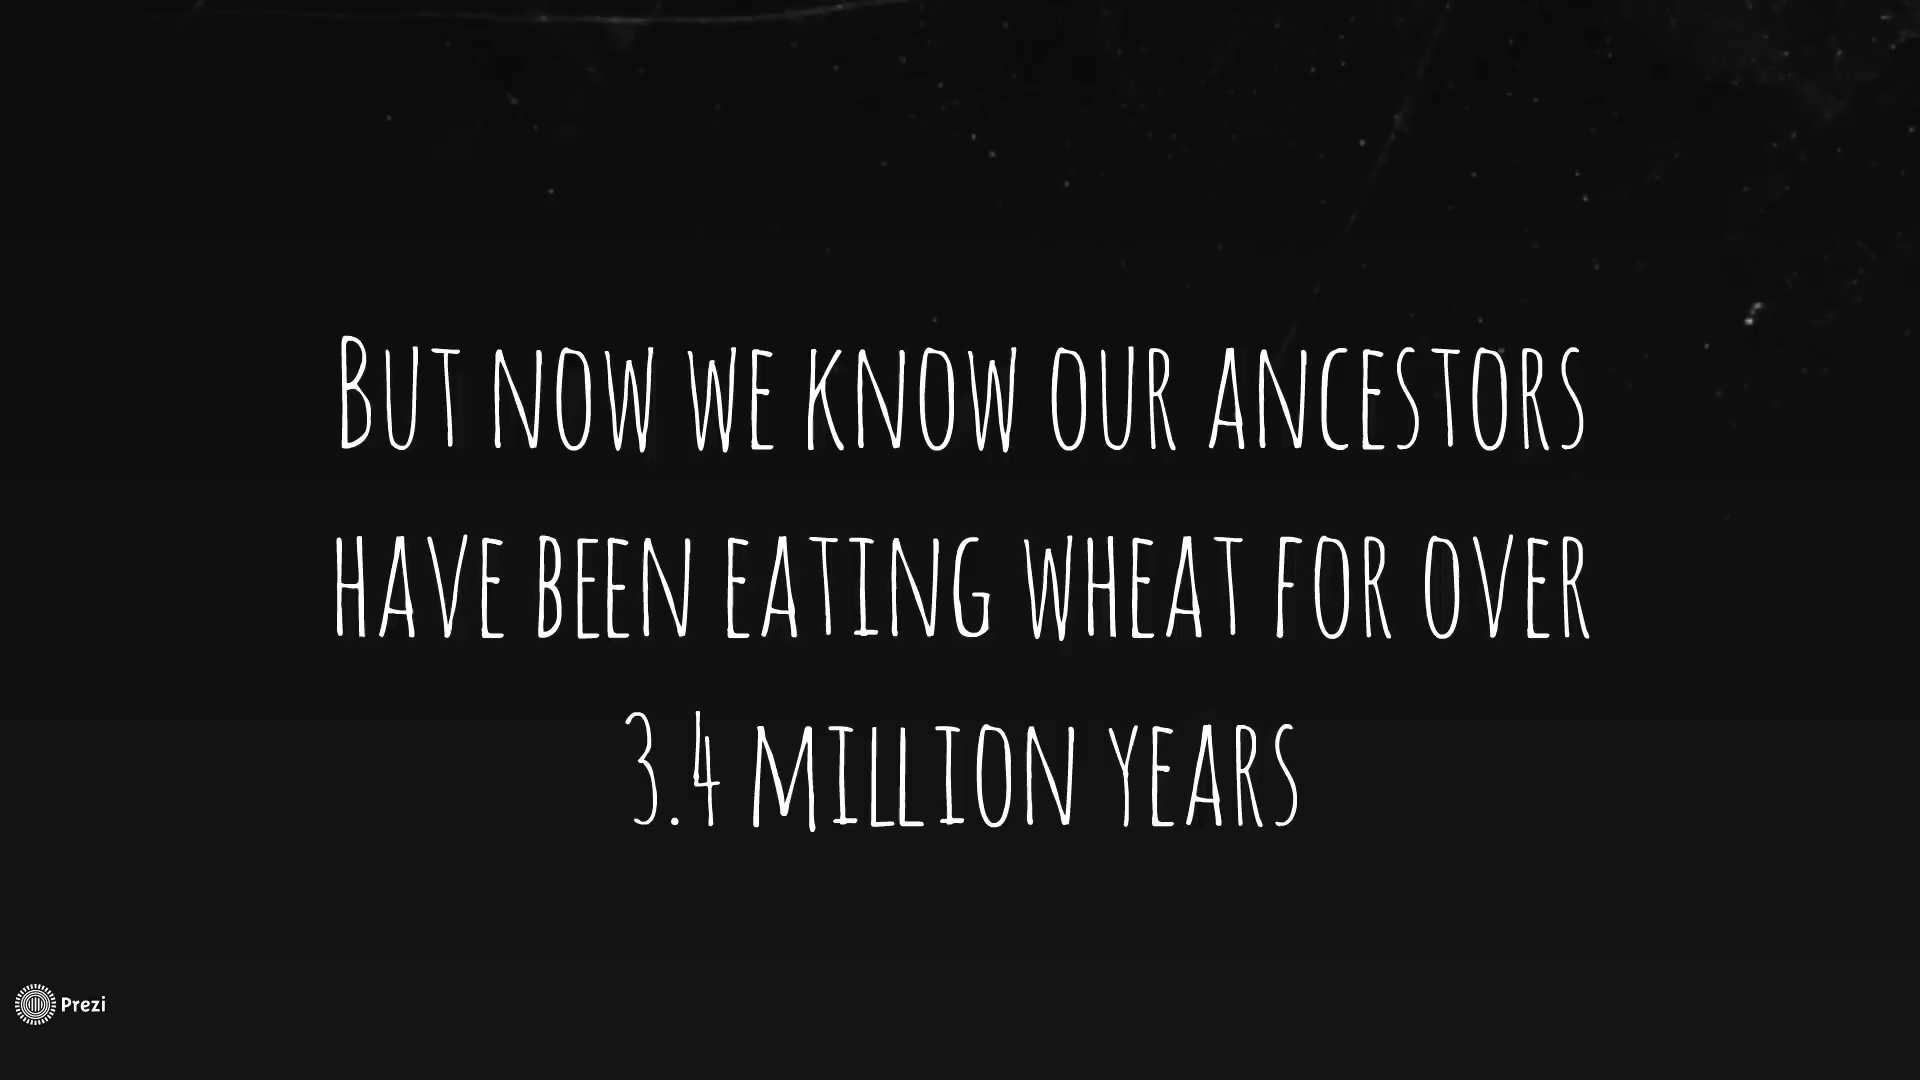 But now we know our ancestors
have been eating wheat for over
3.4 million years
Prezi